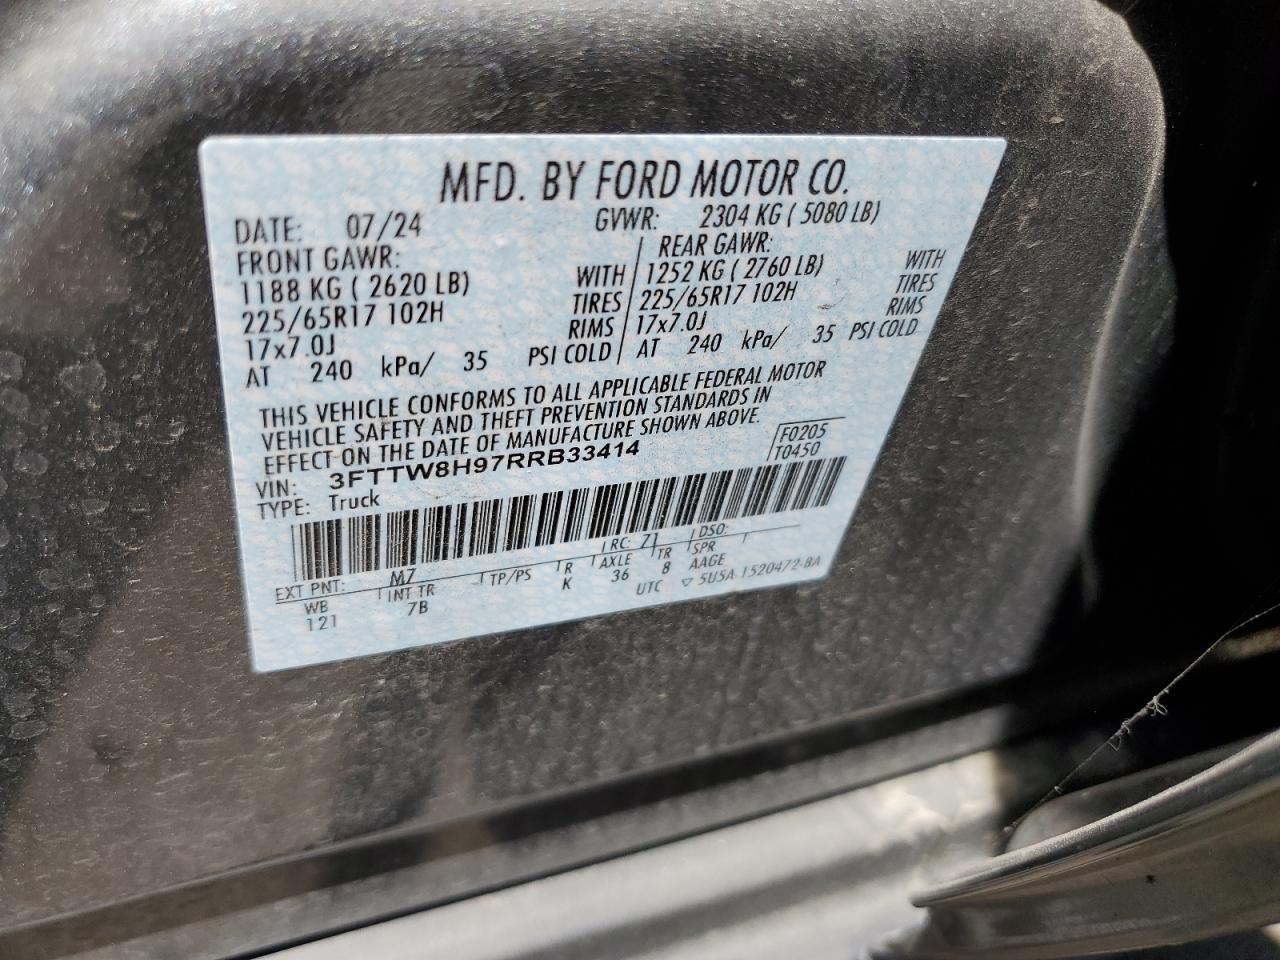 MFD. BY FORD MOTOR CO.
DATE: 07/24 GVWR: 2304 KG ( 5080 LB)
FRONT GAWR: REAR GAWR:
1188 KG ( 2620 LB) WITH 1252 KG ( 2760 LB) WITH
225/65R17 102H TIRES 225/65R17 102H TIRES
17x7.0J RIMS 17x7.0J RIMS
AT 240 kPa/ 35 PSI COLD AT 240 kPa/ 35 PSI COLD
THIS VEHICLE CONFORMS TO ALL APPLICABLE FEDERAL MOTOR
VEHICLE SAFETY AND THEFT PREVENTION STANDARDS IN
EFFECT ON THE DATE OF MANUFACTURE SHOWN ABOVE.
VIN: 3FTTW8H97RRB33414 F0205
TYPE: Truck T0450
EXT PNT: M7 RC: 71 DSO:
WB INT TR TP/PS R AXLE TR SPR
121 7B K 36 8 AAGE
UTC ▽ 5U5A-1520472-BA